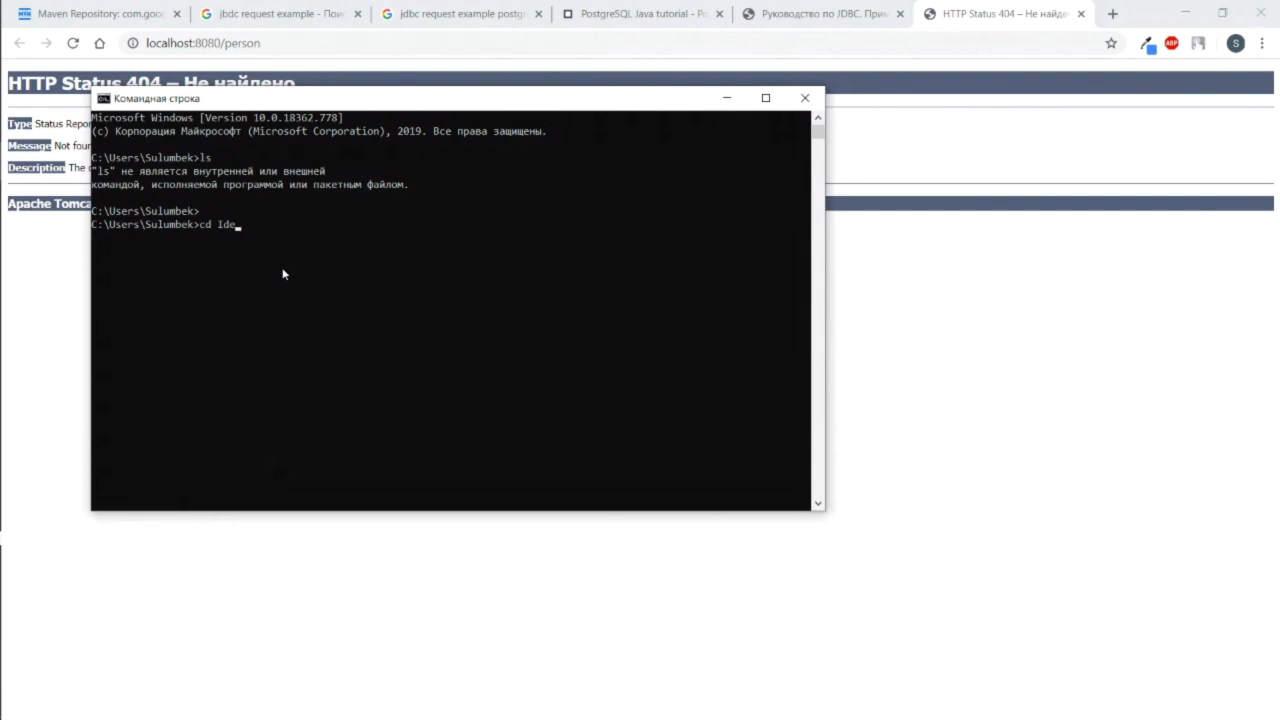 Maven Repository: com.goo
jbdc request example - Пои
jdbc request example postgr
PostgreSQL Java tutorial - Po
Руководство по JDBC. Прим
HTTP Status 404 – Не найде
localhost:8080/person
ABP
S
HTTP Status 404 – Не найдено
Командная строка
Type Status Repor
Message Not foun
Description The
Apache Tomca
Microsoft Windows [Version 10.0.18362.778]
(c) Корпорация Майкрософт (Microsoft Corporation), 2019. Все права защищены.
C:\Users\Sulumbek>ls
"ls" не является внутренней или внешней
командой, исполняемой программой или пакетным файлом.
C:\Users\Sulumbek>
C:\Users\Sulumbek>cd Ide